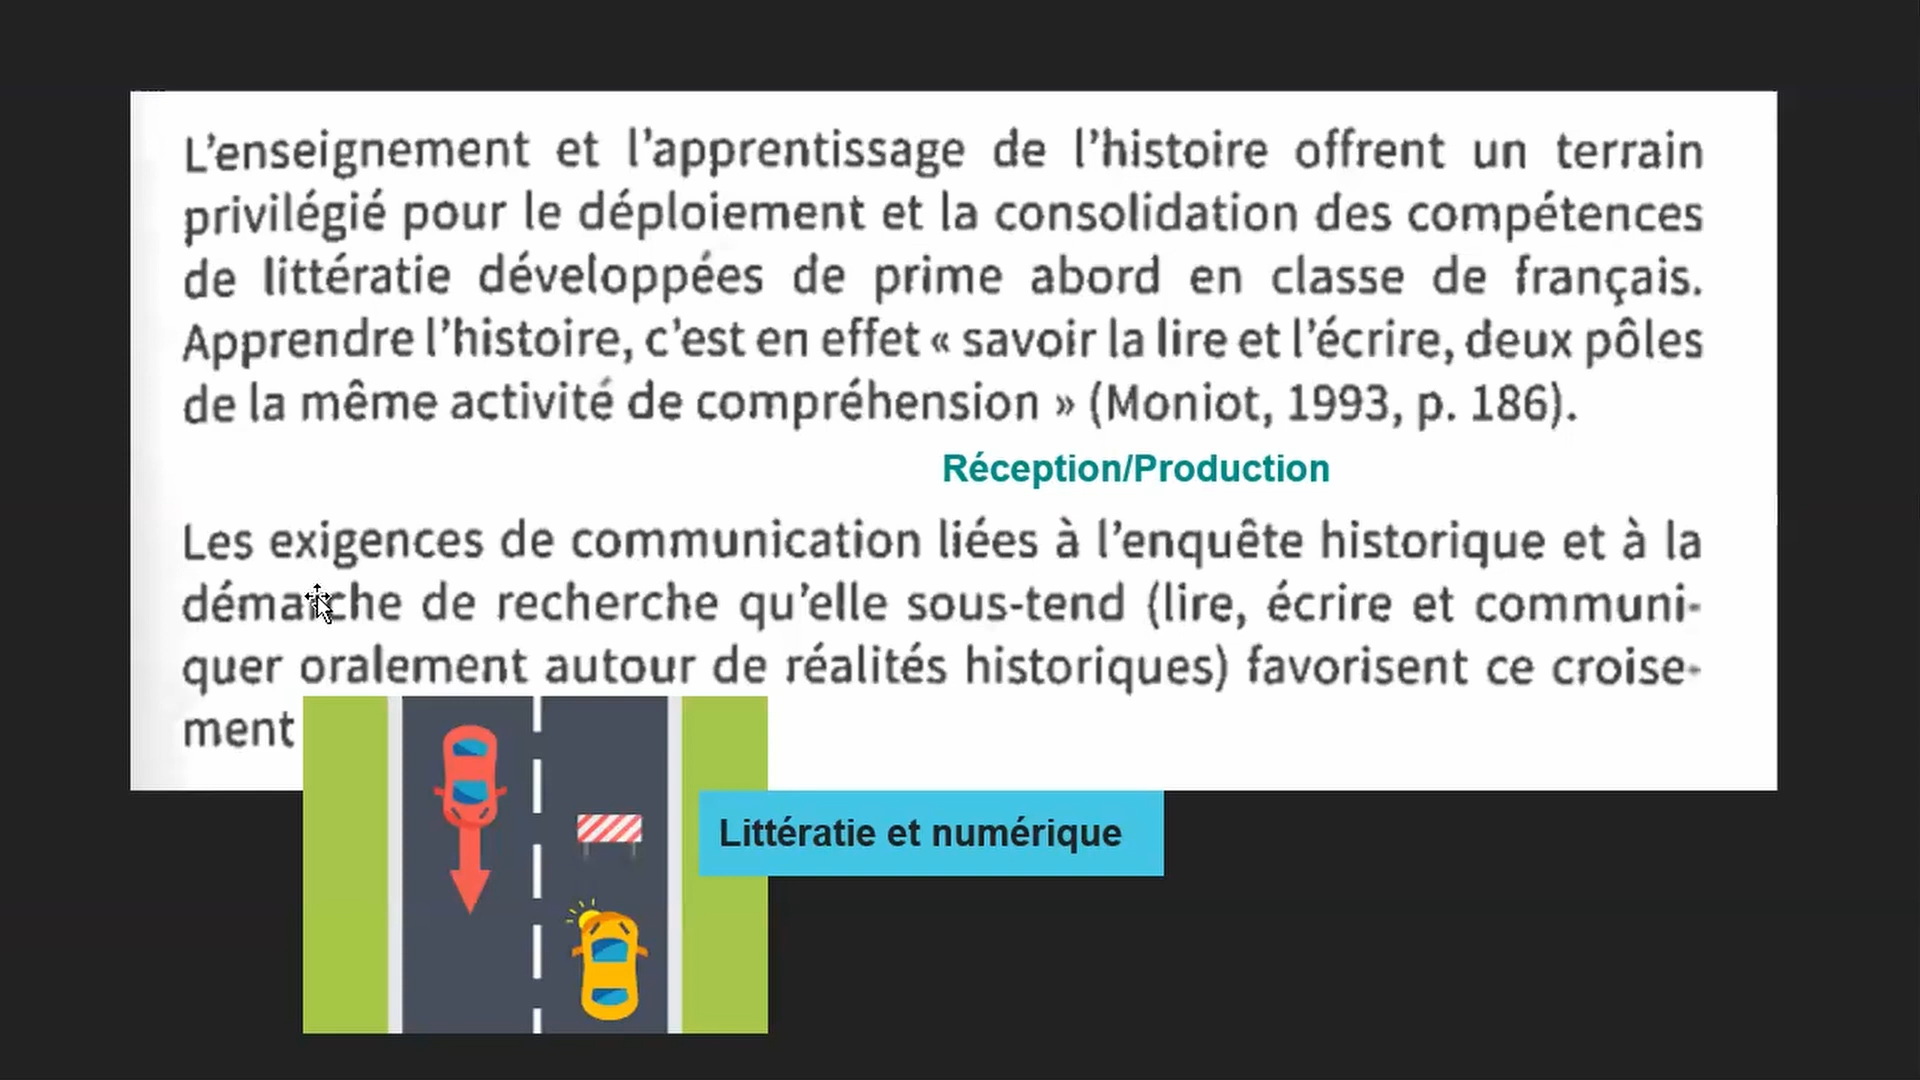 L'enseignement et l'apprentissage de l'histoire offrent un terrain
privilégié pour le déploiement et la consolidation des compétences
de littératie développées de prime abord en classe de français.
Apprendre l'histoire, c'est en effet « savoir la lire et l'écrire, deux pôles
de la même activité de compréhension » (Moniot, 1993, p. 186).
Réception/Production
Les exigences de communication liées à l'enquête historique et à la
démarche de recherche qu'elle sous-tend (lire, écrire et communi-
quer oralement autour de réalités historiques) favorisent ce croise-
ment
Littératie et numérique